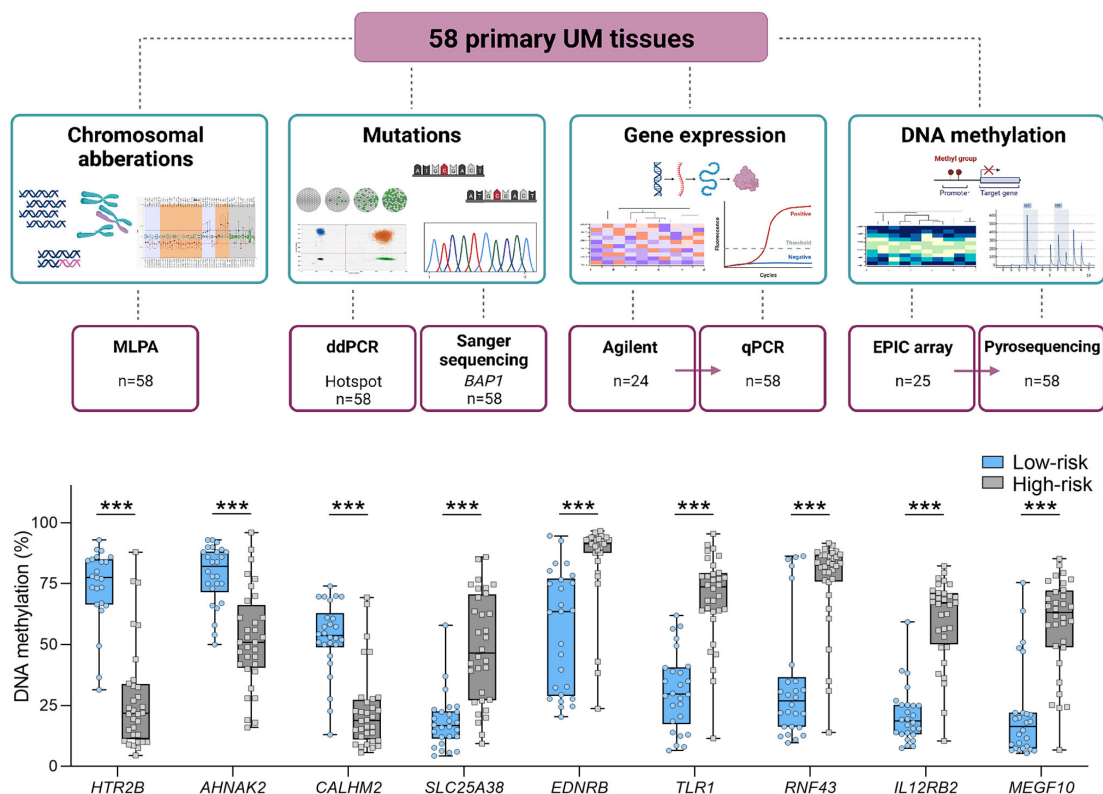 58 primary UM tissues
Chromosomal
abberations
Mutations
Gene expression
DNA methylation
A T G C G A C T
A T G C G A C T
Methyl group
Promote
Target gene
Fluorescence
Positive
Threshold
Negative
Cycles
MLPA
n=58
ddPCR
Hotspot
n=58
Sanger
sequencing
BAP1
n=58
Agilent
n=24
qPCR
n=58
EPIC array
n=25
Pyrosequencing
n=58
Low-risk
High-risk
*** *** *** *** *** *** *** *** ***
DNA methylation (%)
100
75
50
25
0
HTR2B AHNAK2 CALHM2 SLC25A38 EDNRB TLR1 RNF43 IL12RB2 MEGF10